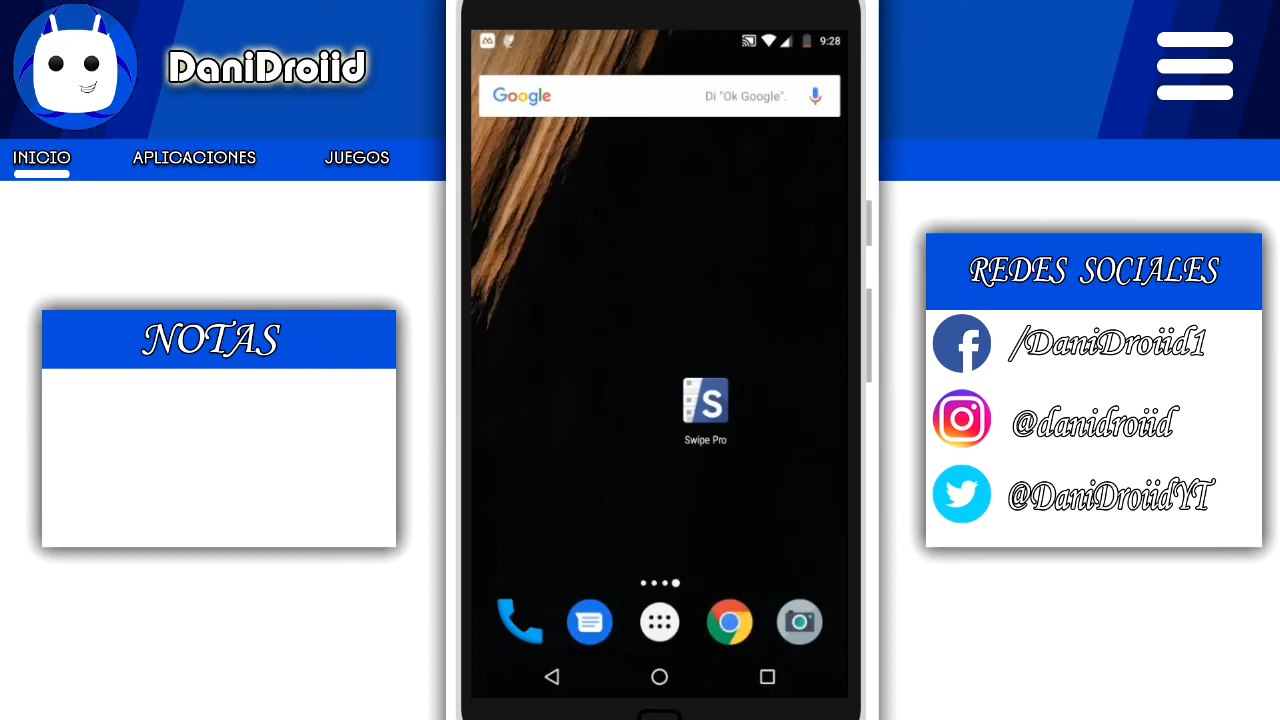 DaniDroiid
INICIO
APLICACIONES
JUEGOS
NOTAS
9:28
Google
Di "Ok Google".
S
Swipe Pro
REDES SOCIALES
/DaniDroiid1
@danidroiid
@DaniDroiidYT